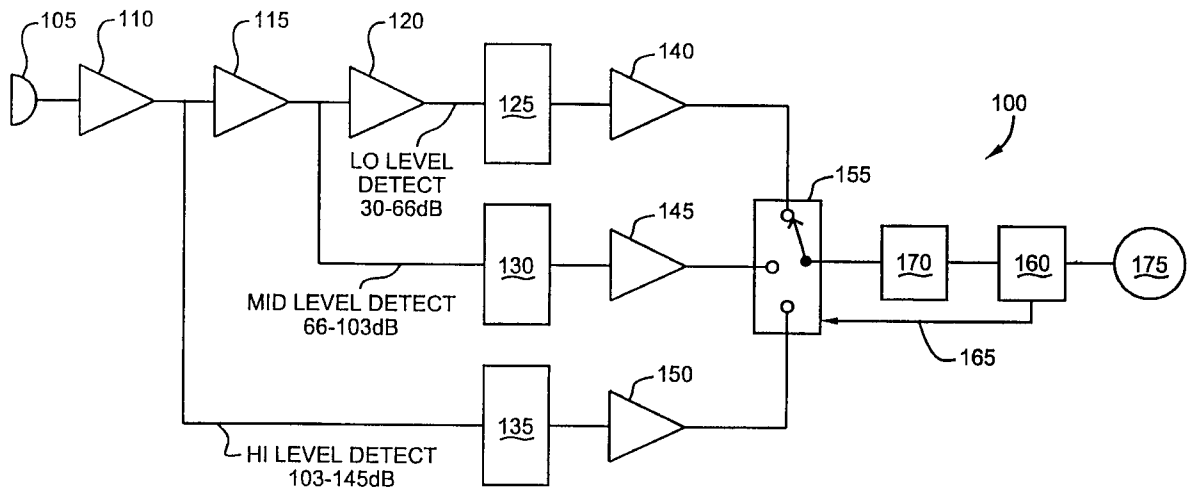 105
110
115
120
140
100
125
LO LEVEL
DETECT
30-66dB
155
145
130
170
160
175
MID LEVEL DETECT
66-103dB
165
150
135
HI LEVEL DETECT
103-145dB